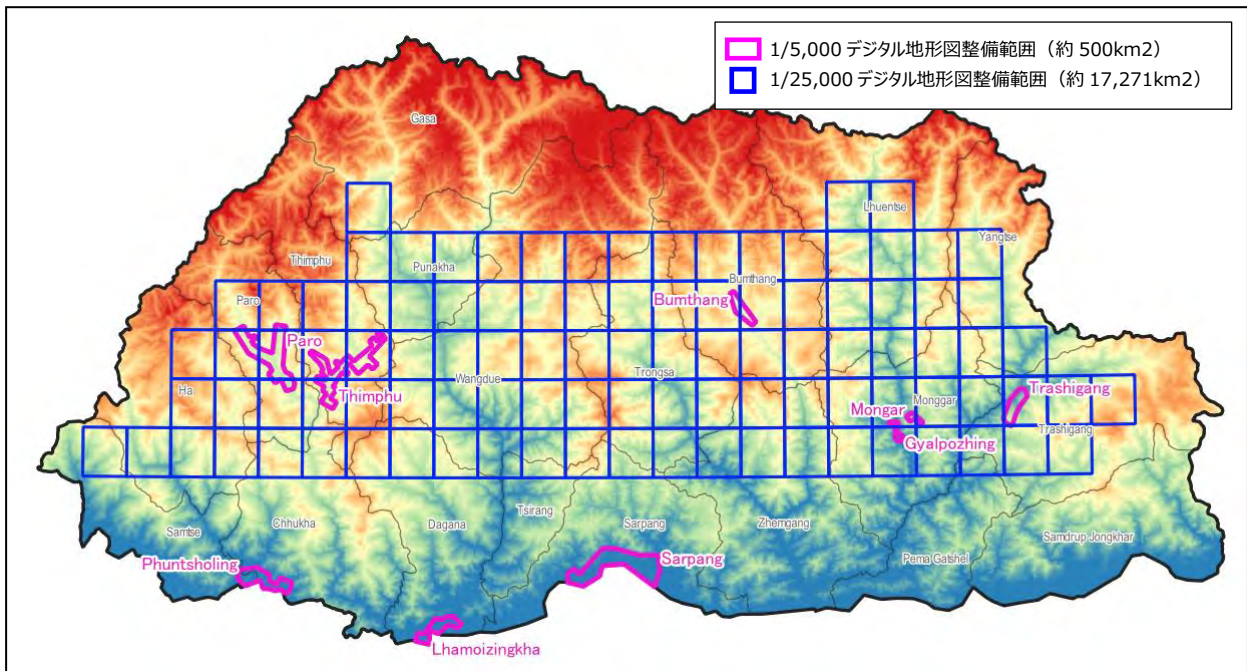 1/5,000 デジタル地形図整備範囲（約 500km2）
1/25,000 デジタル地形図整備範囲（約 17,271km2）
Gasa
Lhuentse
Yangtse
Thimphu
Punakha
Bumthang
Paro
Bumthang
Paro
Ha
Thimphu
Wangdue
Trongsa
Trashigang
Mongar
Monggar
Gyalpozhing
Trashigang
Samtse
Chhukha
Dagana
Tsirang
Sarpang
Zhemgang
Pema Gatshel
Samdrup Jongkhar
Phuntsholing
Sarpang
Lhamoizingkha